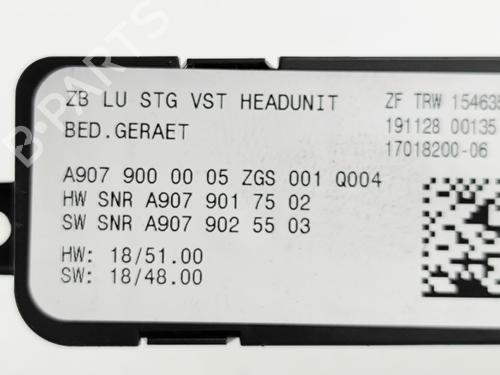 ZB LU STG VST HEADUNIT
BED.GERAET
A907 900 00 05 ZGS 001 Q004
HW SNR A907 901 75 02
SW SNR A907 902 55 03
HW: 18/51.00
SW: 18/48.00
ZF TRW 154635
191128 00135
17018200-06
B-PARTS